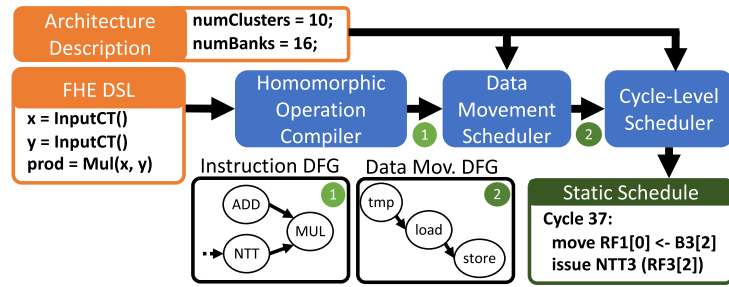 Architecture
Description
numClusters = 10;
numBanks = 16;
FHE DSL
x = InputCT()
y = InputCT()
prod = Mul(x, y)
Homomorphic
Operation
Compiler
1
Data
Movement
Scheduler
2
Cycle-Level
Scheduler
Instruction DFG
1
ADD
NTT
MUL
Data Mov. DFG
2
tmp
load
store
Static Schedule
Cycle 37:
move RF1[0] <- B3[2]
issue NTT3 (RF3[2])